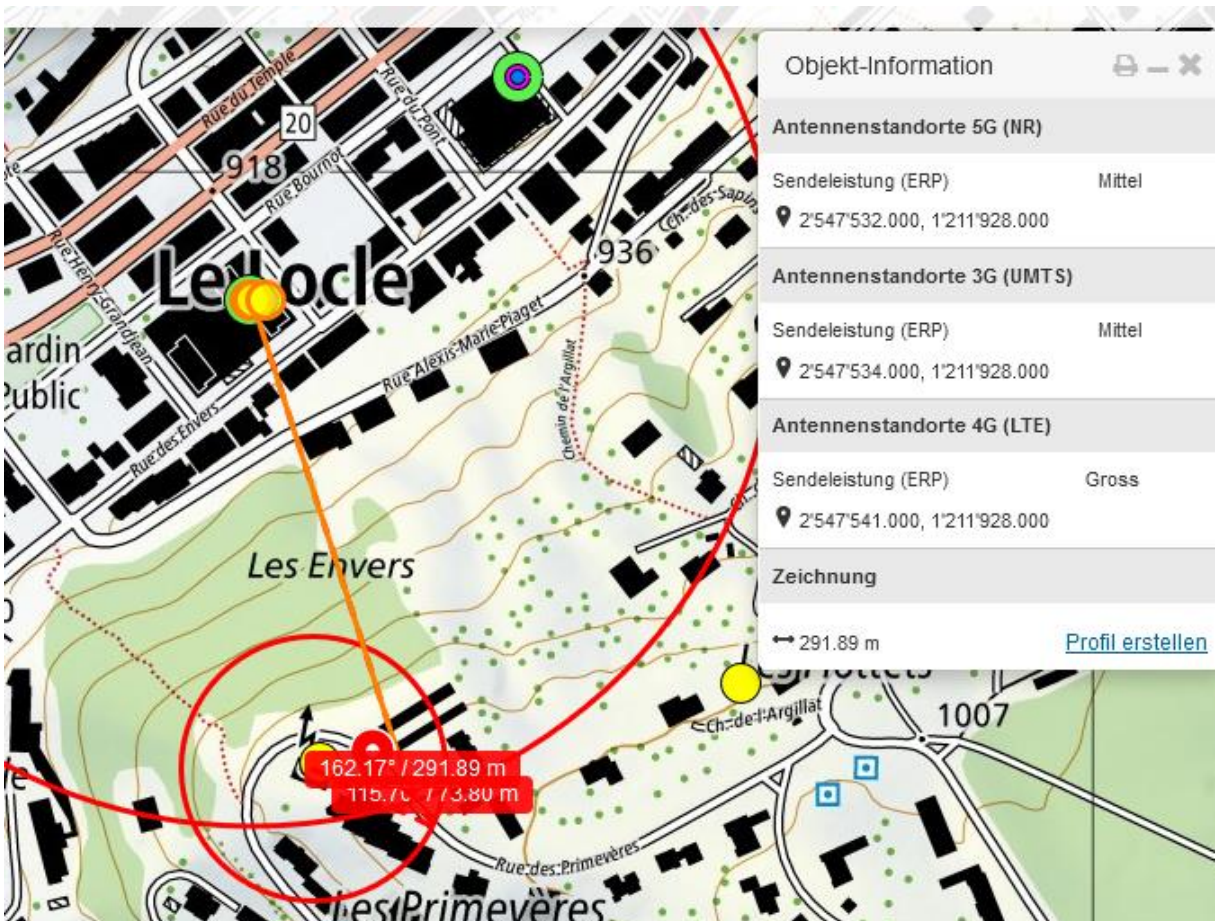 Rue du Temple
20
Rue du Pont
918
Rue Bournot
Ch. des Sapins
936
Rue Henry-Grandjean
Le Locle
ardin
Public
Rue Alexis-Marie-Piaget
Chemin de l'Argillat
Rue des Envers
Les Envers
Ch. de l'Argillat
1007
162.17° / 291.89 m
/ 73.80 m
Rue des Primevères
Les Primevères
Objekt-Information
Antennenstandorte 5G (NR)
Sendeleistung (ERP) Mittel
2'547'532.000, 1'211'928.000
Antennenstandorte 3G (UMTS)
Sendeleistung (ERP) Mittel
2'547'534.000, 1'211'928.000
Antennenstandorte 4G (LTE)
Sendeleistung (ERP) Gross
2'547'541.000, 1'211'928.000
Zeichnung
291.89 m Profil erstellen